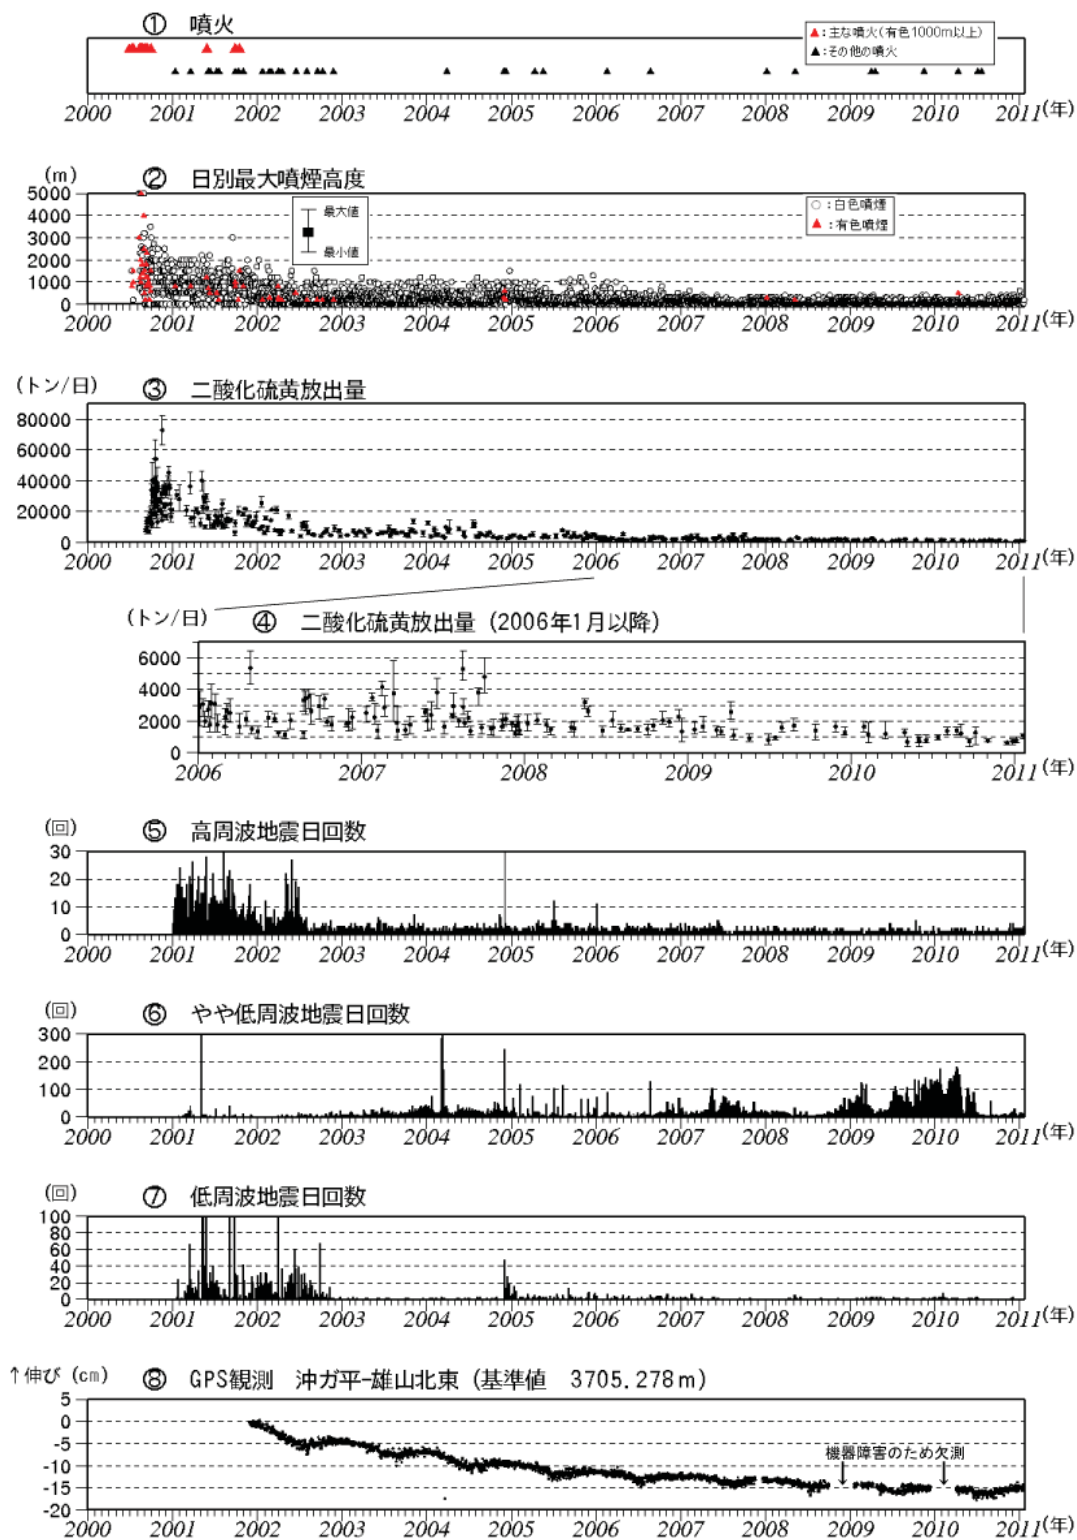 ① 噴火
▲:主な噴火(有色1000m以上)
▲:その他の噴火
2000 2001 2002 2003 2004 2005 2006 2007 2008 2009 2010 2011(年)
(m) ② 日別最大噴煙高度
5000
4000
3000
2000
1000
0
最大値
最小値
○:白色噴煙
▲:有色噴煙
2000 2001 2002 2003 2004 2005 2006 2007 2008 2009 2010 2011(年)
(トン/日) ③ 二酸化硫黄放出量
80000
60000
40000
20000
0
2000 2001 2002 2003 2004 2005 2006 2007 2008 2009 2010 2011(年)
(トン/日) ④ 二酸化硫黄放出量(2006年1月以降)
6000
4000
2000
0
2006 2007 2008 2009 2010 2011(年)
(回) ⑤ 高周波地震日回数
30
20
10
0
2000 2001 2002 2003 2004 2005 2006 2007 2008 2009 2010 2011(年)
(回) ⑥ やや低周波地震日回数
300
200
100
0
2000 2001 2002 2003 2004 2005 2006 2007 2008 2009 2010 2011(年)
(回) ⑦ 低周波地震日回数
100
80
60
40
20
0
2000 2001 2002 2003 2004 2005 2006 2007 2008 2009 2010 2011(年)
↑伸び(cm) ⑧ GPS観測 沖ガ平-雄山北東(基準値 3705.278m)
5
0
-5
-10
-15
-20
機器障害のため欠測
2000 2001 2002 2003 2004 2005 2006 2007 2008 2009 2010 2011(年)